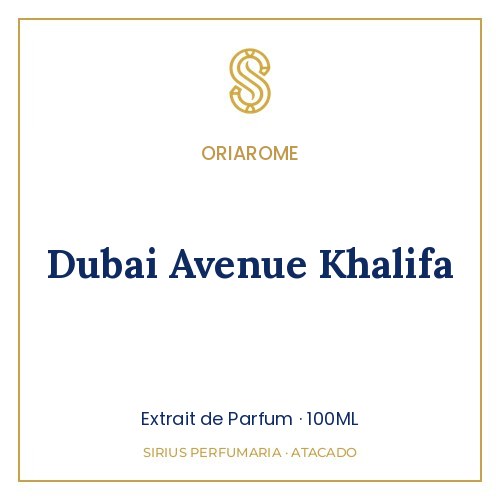 ORIAROME
Dubai Avenue Khalifa
Extrait de Parfum · 100ML
SIRIUS PERFUMARIA · ATACADO